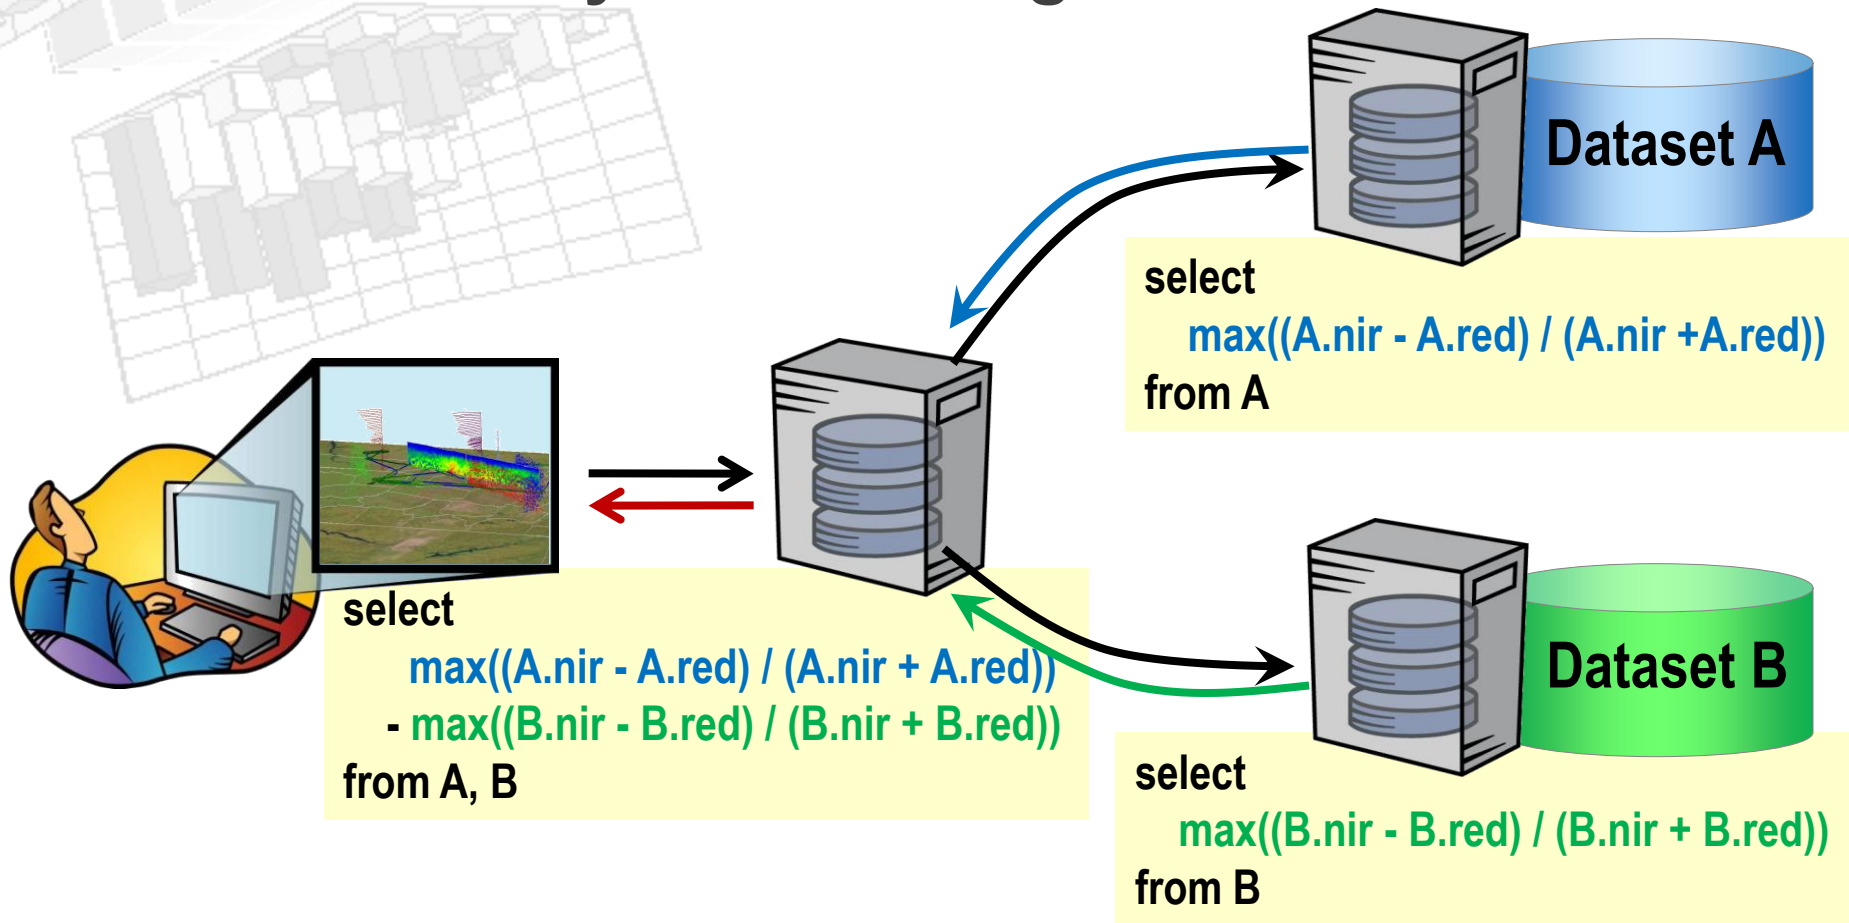 Dataset A
select
max((A.nir - A.red) / (A.nir +A.red))
from A
select
max((A.nir - A.red) / (A.nir + A.red))
- max((B.nir - B.red) / (B.nir + B.red))
from A, B
Dataset B
select
max((B.nir - B.red) / (B.nir + B.red))
from B